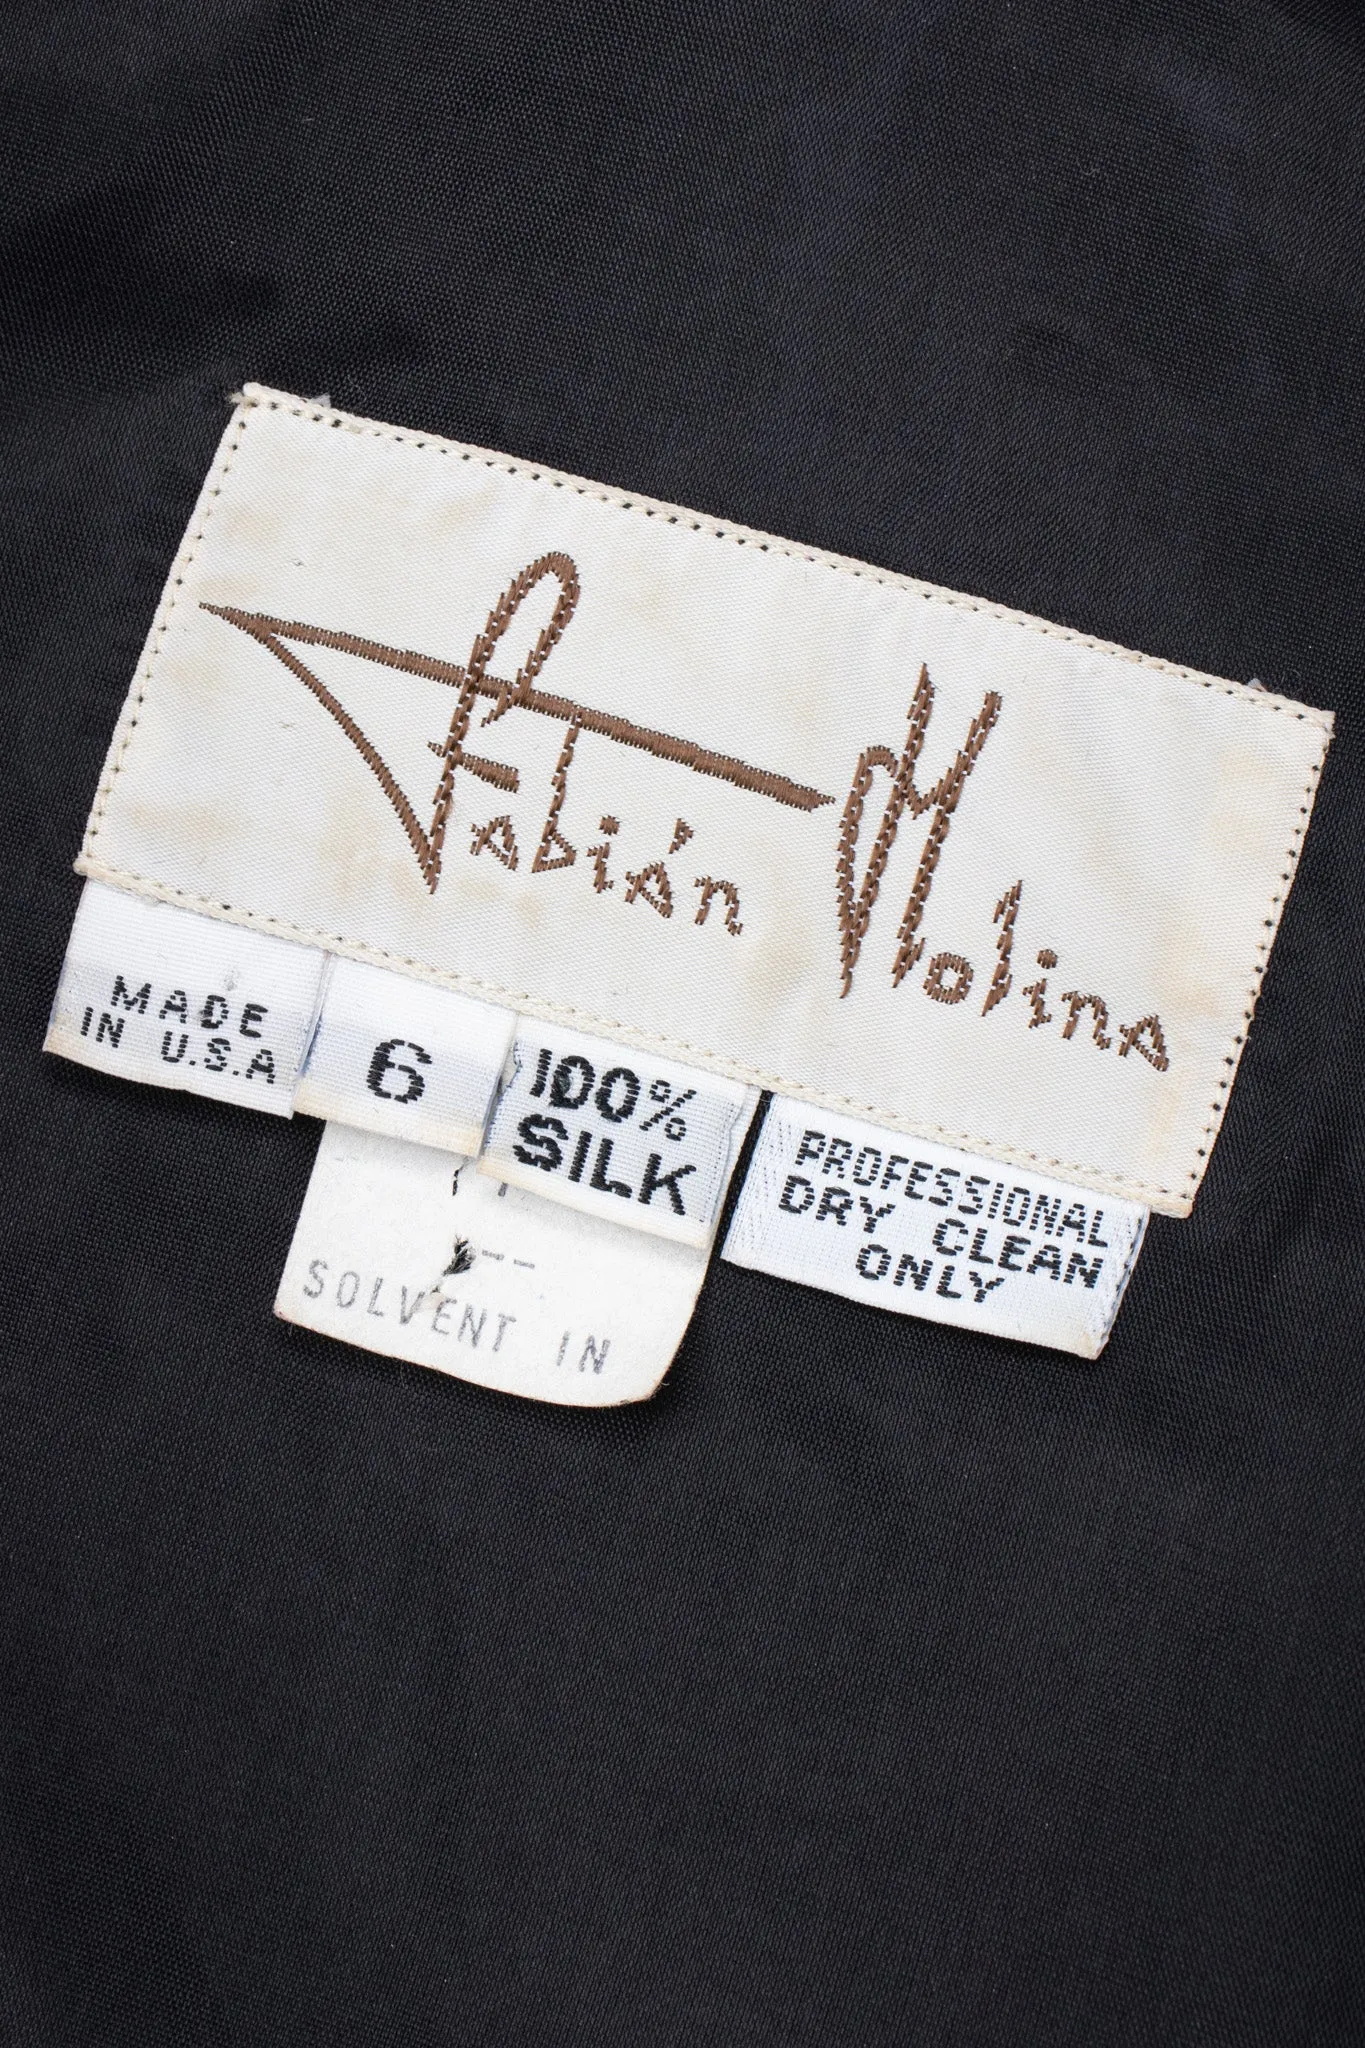 Fabián Molina
MADE
IN U.S.A
6
100%
SILK
PROFESSIONAL
DRY CLEAN
ONLY
SOLVENT IN